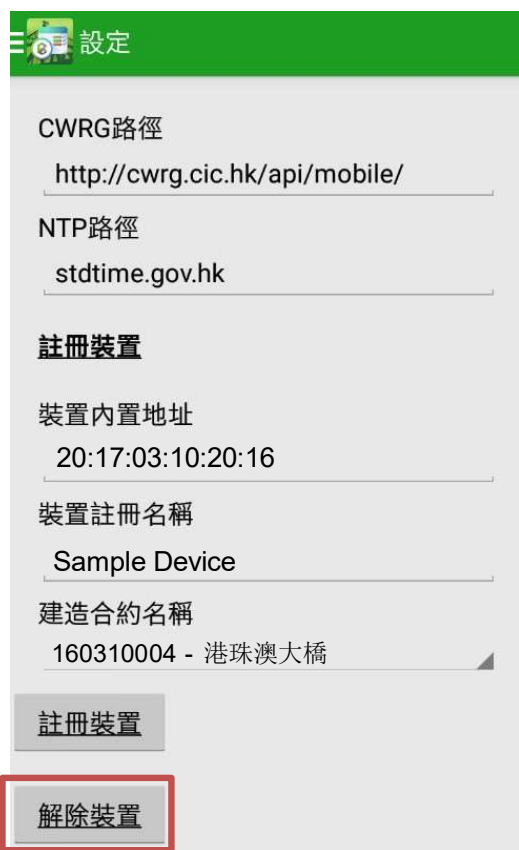 設定
CWRG路徑
http://cwrg.cic.hk/api/mobile/
NTP路徑
stdtime.gov.hk
註冊裝置
裝置內置地址
20:17:03:10:20:16
裝置註冊名稱
Sample Device
建造合約名稱
160310004 - 港珠澳大橋
註冊裝置
解除裝置